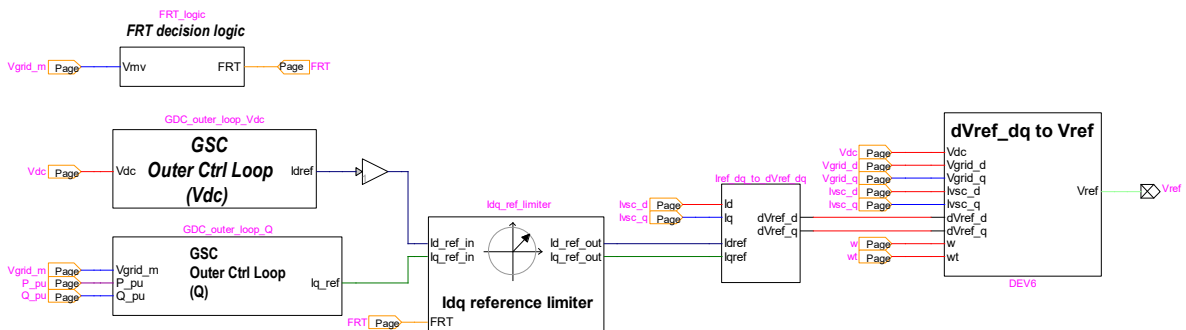 FRT_logic
FRT decision logic
Vgrid_m Page Vmv FRT Page FRT
GDC_outer_loop_Vdc
GSC
Outer Ctrl Loop
(Vdc)
Vdc Page Vdc Idref
GDC_outer_loop_Q
GSC
Outer Ctrl Loop
(Q)
Vgrid_m Page Vgrid_m
P_pu Page P_pu
Q_pu Page Q_pu
Iq_ref
Idq_ref_limiter
Id_ref_in Id_ref_out
Iq_ref_in Iq_ref_out
Idq reference limiter
FRT Page FRT
Iref_dq_to_dVref_dq
Ivsc_d Page Id
Ivsc_q Page Iq
dVref_d
dVref_q
Idref
Iqref
dVref_dq to Vref
Vdc Page Vdc
Vgrid_d Page Vgrid_d
Vgrid_q Page Vgrid_q
Ivsc_d Page Ivsc_d
Ivsc_q Page Ivsc_q
dVref_d
dVref_q
w Page w
wt Page wt
Vref Vref
DEV6